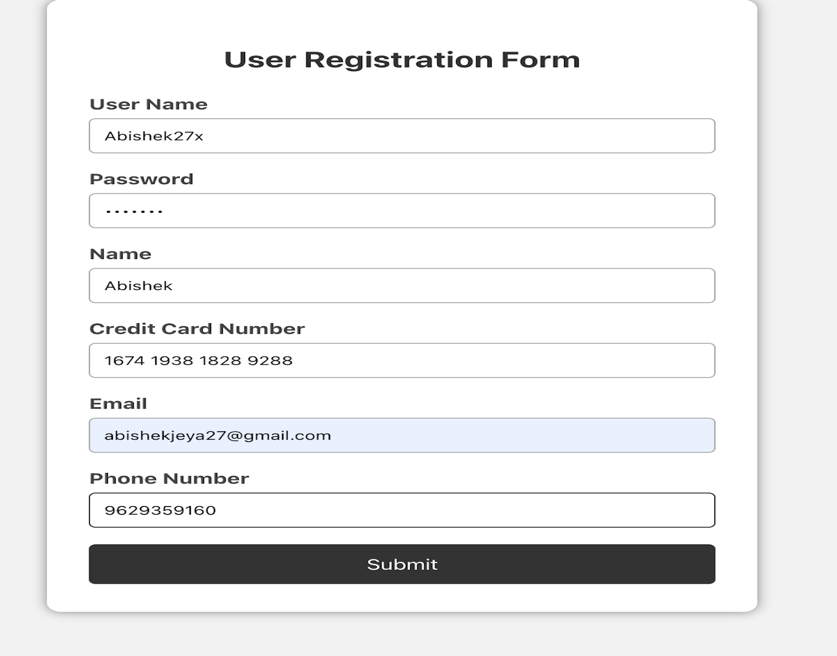 User Registration Form
User Name
Abishek27x
Password
•••••••
Name
Abishek
Credit Card Number
1674 1938 1828 9288
Email
abishekjeya27@gmail.com
Phone Number
9629359160
Submit